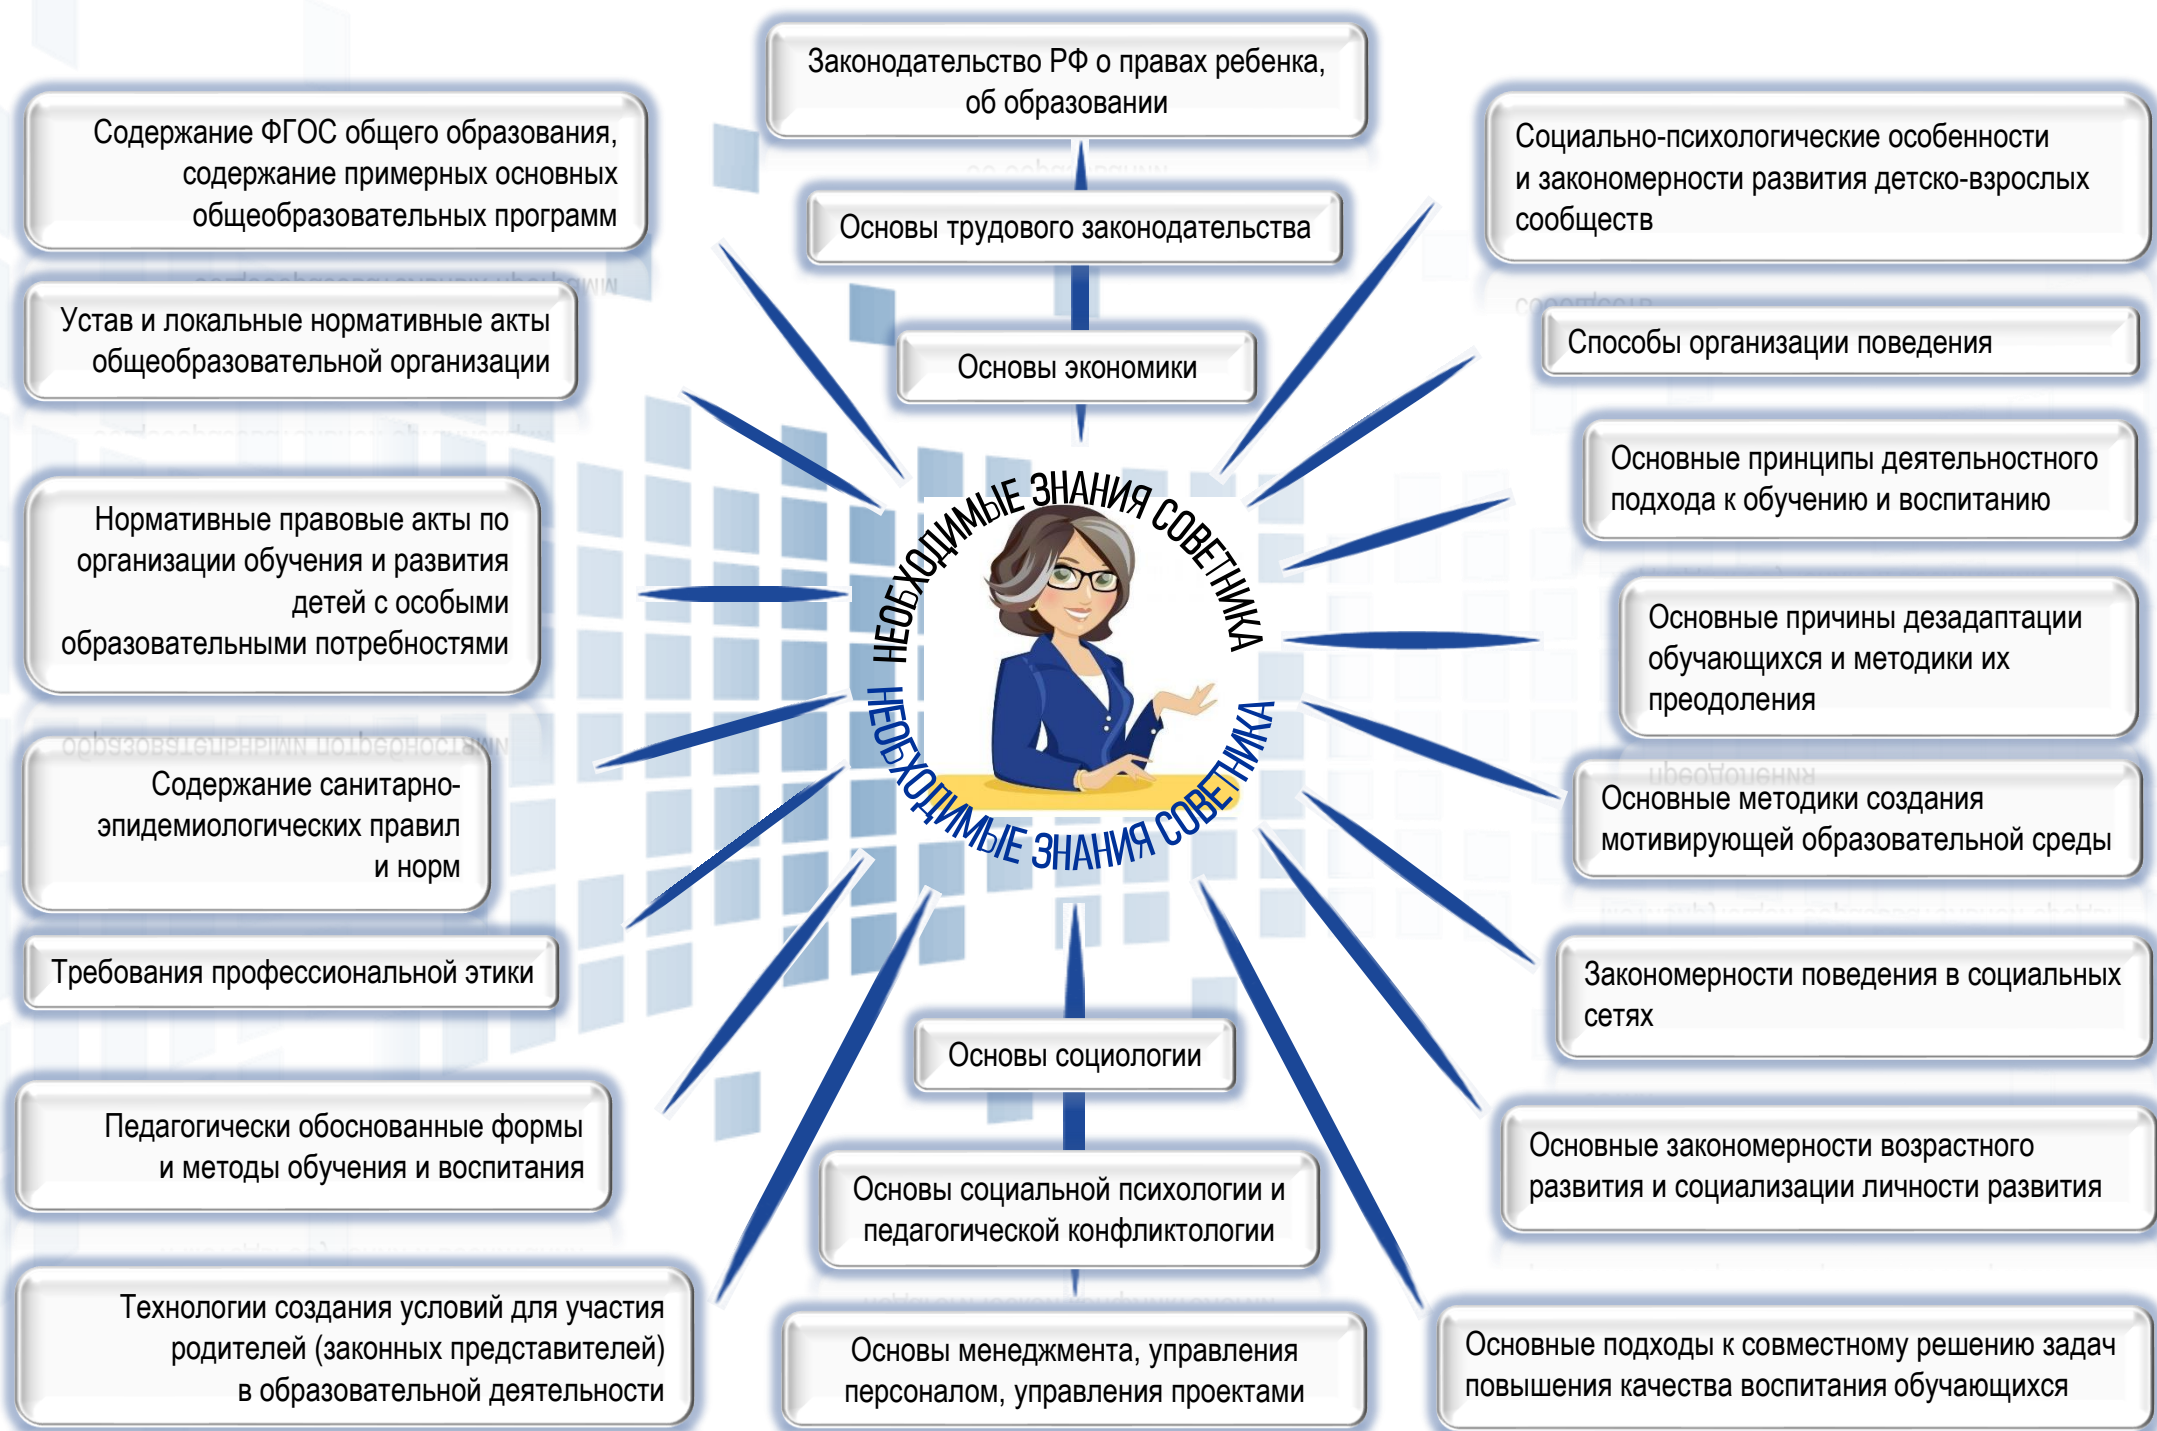 Законодательство РФ о правах ребенка,
об образовании
Основы трудового законодательства
Основы экономики
Содержание ФГОС общего образования,
содержание примерных основных
общеобразовательных программ
Устав и локальные нормативные акты
общеобразовательной организации
Нормативные правовые акты по
организации обучения и развития
детей с особыми
образовательными потребностями
Содержание санитарно-
эпидемиологических правил
и норм
Требования профессиональной этики
Педагогически обоснованные формы
и методы обучения и воспитания
Технологии создания условий для участия
родителей (законных представителей)
в образовательной деятельности
НЕОБХОДИМЫЕ ЗНАНИЯ СОВЕТНИКА
НЕОБХОДИМЫЕ ЗНАНИЯ СОВЕТНИКА
Основы социологии
Основы социальной психологии и
педагогической конфликтологии
Основы менеджмента, управления
персоналом, управления проектами
Социально-психологические особенности
и закономерности развития детско-взрослых
сообществ
Способы организации поведения
Основные принципы деятельностного
подхода к обучению и воспитанию
Основные причины дезадаптации
обучающихся и методики их
преодоления
Основные методики создания
мотивирующей образовательной среды
Закономерности поведения в социальных
сетях
Основные закономерности возрастного
развития и социализации личности развития
Основные подходы к совместному решению задач
повышения качества воспитания обучающихся